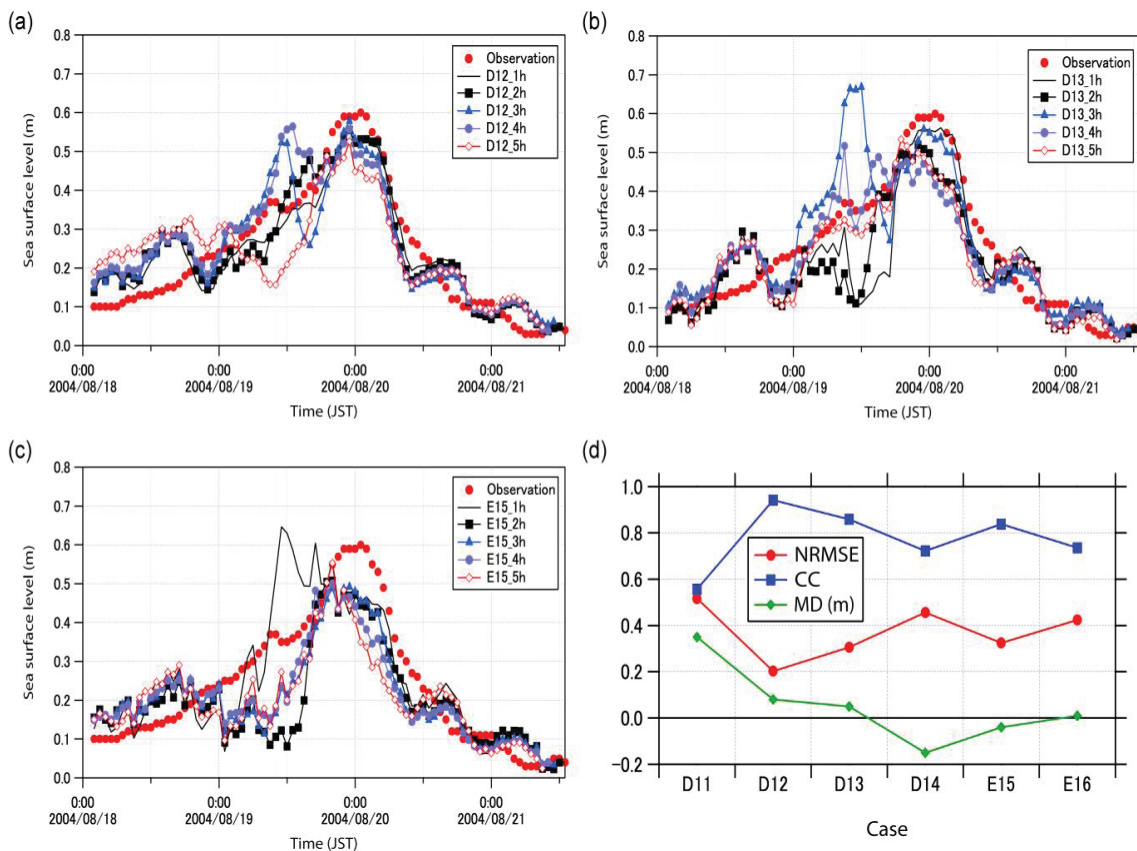 (a)
0.8
0.7
0.6
0.5
0.4
0.3
0.2
0.1
0.0
Sea surface level (m)
Observation
D12_1h
D12_2h
D12_3h
D12_4h
D12_5h
0:00 0:00 0:00 0:00
2004/08/18 2004/08/19 2004/08/20 2004/08/21
Time (JST)
(b)
0.8
0.7
0.6
0.5
0.4
0.3
0.2
0.1
0.0
Sea surface level (m)
Observation
D13_1h
D13_2h
D13_3h
D13_4h
D13_5h
0:00 0:00 0:00 0:00
2004/08/18 2004/08/19 2004/08/20 2004/08/21
Time (JST)
(c)
0.8
0.7
0.6
0.5
0.4
0.3
0.2
0.1
0.0
Sea surface level (m)
Observation
E15_1h
E15_2h
E15_3h
E15_4h
E15_5h
0:00 0:00 0:00 0:00
2004/08/18 2004/08/19 2004/08/20 2004/08/21
Time (JST)
(d)
1.0
0.8
0.6
0.4
0.2
0.0
-0.2
NRMSE
CC
MD (m)
D11 D12 D13 D14 E15 E16
Case